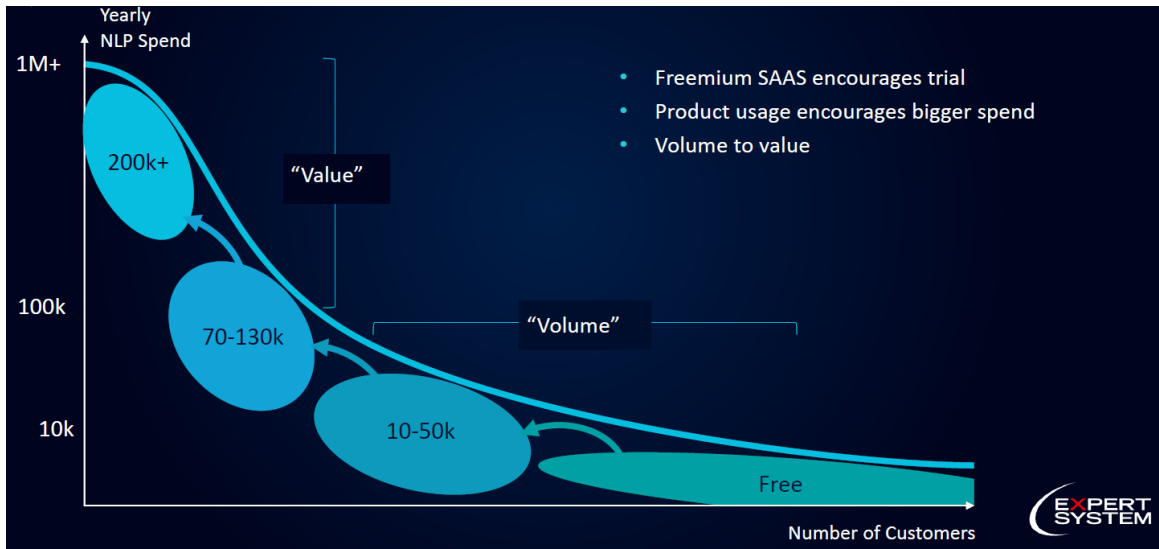 Yearly
NLP Spend
1M+
• Freemium SAAS encourages trial
• Product usage encourages bigger spend
• Volume to value
200k+
“Value”
100k
“Volume”
70-130k
10k
10-50k
Free
EXPERT
SYSTEM
Number of Customers